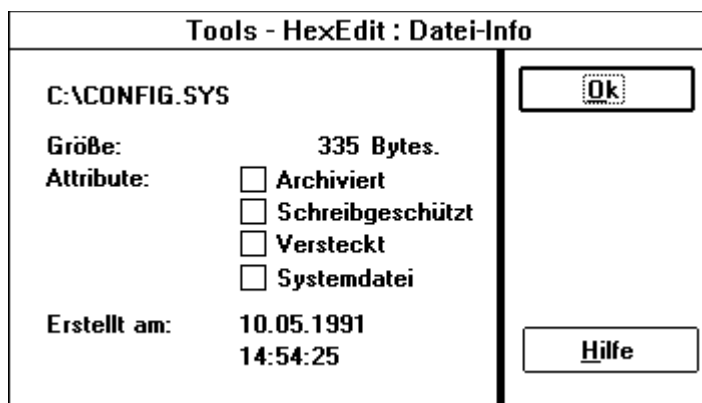 Tools - HexEdit : Datei-Info
C:\CONFIG.SYS
Ok
Größe: 335 Bytes.
Attribute: Archiviert
Schreibgeschützt
Versteckt
Systemdatei
Erstellt am: 10.05.1991
14:54:25
Hilfe